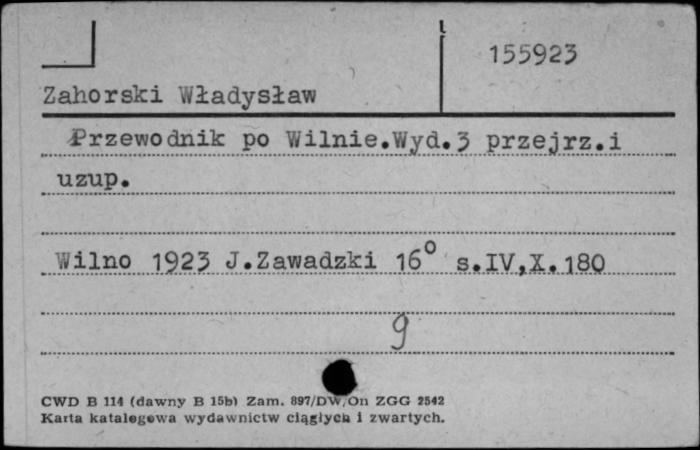 155923
Zahorski Władysław
Przewodnik po Wilnie.Wyd.3 przejrz.i
uzup.
Wilno 1923 J.Zawadzki 16° s.IV,X.180
9
CWD B 114 (dawny B 15b) Zam. 897/DW/On ZGG 2542
Karta katalogowa wydawnictw ciągłych i zwartych.